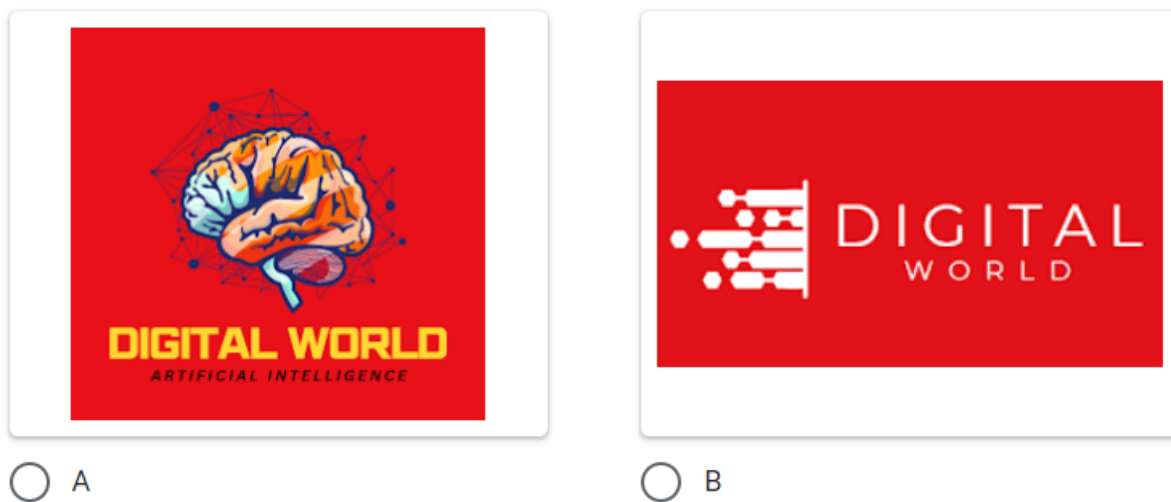 DIGITAL WORLD
ARTIFICIAL INTELLIGENCE
DIGITAL
WORLD
A
B